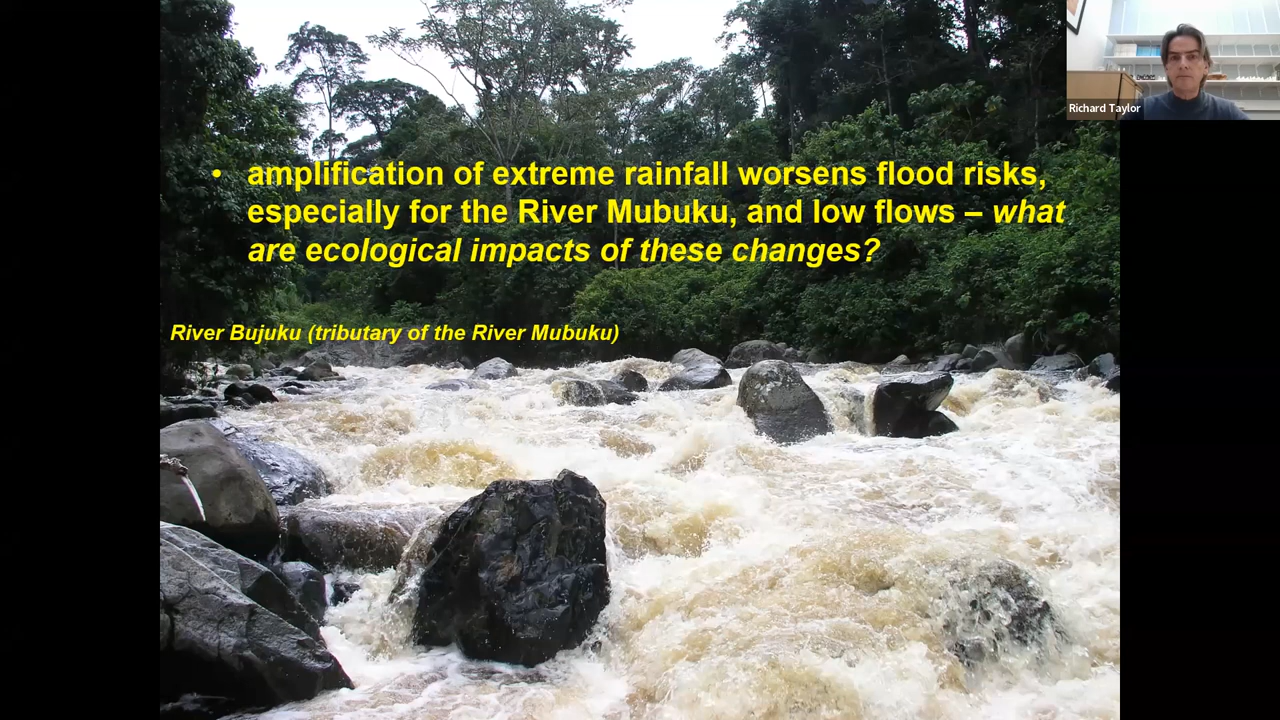 Richard Taylor
• amplification of extreme rainfall worsens flood risks,
especially for the River Mubuku, and low flows – what
are ecological impacts of these changes?
River Bujuku (tributary of the River Mubuku)